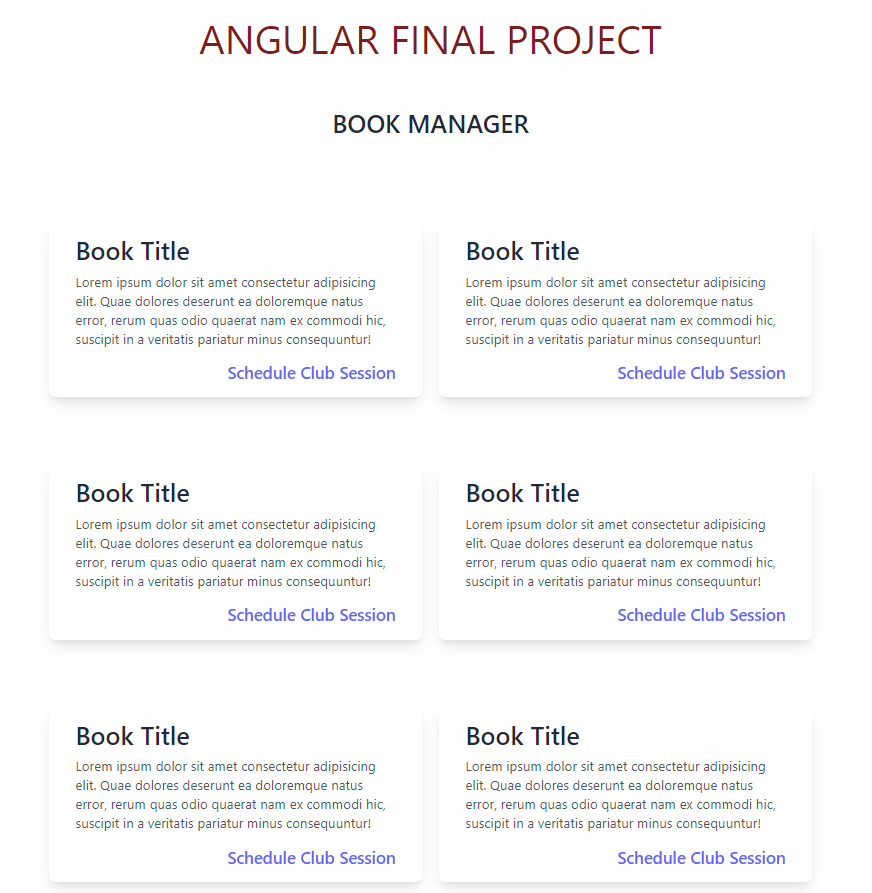 ANGULAR FINAL PROJECT
BOOK MANAGER
Book Title
Lorem ipsum dolor sit amet consectetur adipisicing
elit. Quae dolores deserunt ea doloremque natus
error, rerum quas odio quaerat nam ex commodi hic,
suscipit in a veritatis pariatur minus consequuntur!
Schedule Club Session
Book Title
Lorem ipsum dolor sit amet consectetur adipisicing
elit. Quae dolores deserunt ea doloremque natus
error, rerum quas odio quaerat nam ex commodi hic,
suscipit in a veritatis pariatur minus consequuntur!
Schedule Club Session
Book Title
Lorem ipsum dolor sit amet consectetur adipisicing
elit. Quae dolores deserunt ea doloremque natus
error, rerum quas odio quaerat nam ex commodi hic,
suscipit in a veritatis pariatur minus consequuntur!
Schedule Club Session
Book Title
Lorem ipsum dolor sit amet consectetur adipisicing
elit. Quae dolores deserunt ea doloremque natus
error, rerum quas odio quaerat nam ex commodi hic,
suscipit in a veritatis pariatur minus consequuntur!
Schedule Club Session
Book Title
Lorem ipsum dolor sit amet consectetur adipisicing
elit. Quae dolores deserunt ea doloremque natus
error, rerum quas odio quaerat nam ex commodi hic,
suscipit in a veritatis pariatur minus consequuntur!
Schedule Club Session
Book Title
Lorem ipsum dolor sit amet consectetur adipisicing
elit. Quae dolores deserunt ea doloremque natus
error, rerum quas odio quaerat nam ex commodi hic,
suscipit in a veritatis pariatur minus consequuntur!
Schedule Club Session